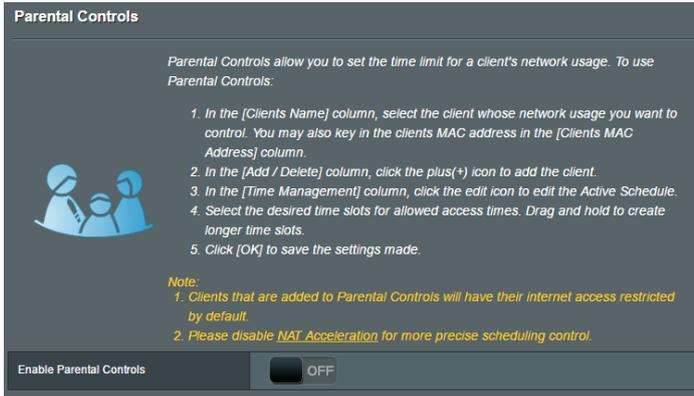 Parental Controls
Parental Controls allow you to set the time limit for a client's network usage. To use
Parental Controls:
1. In the [Clients Name] column, select the client whose network usage you want to
control. You may also key in the clients MAC address in the [Clients MAC
Address] column.
2. In the [Add / Delete] column, click the plus(+) icon to add the client.
3. In the [Time Management] column, click the edit icon to edit the Active Schedule.
4. Select the desired time slots for allowed access times. Drag and hold to create
longer time slots.
5. Click [OK] to save the settings made.
Note:
1. Clients that are added to Parental Controls will have their internet access restricted
by default.
2. Please disable NAT Acceleration for more precise scheduling control.
Enable Parental Controls
OFF